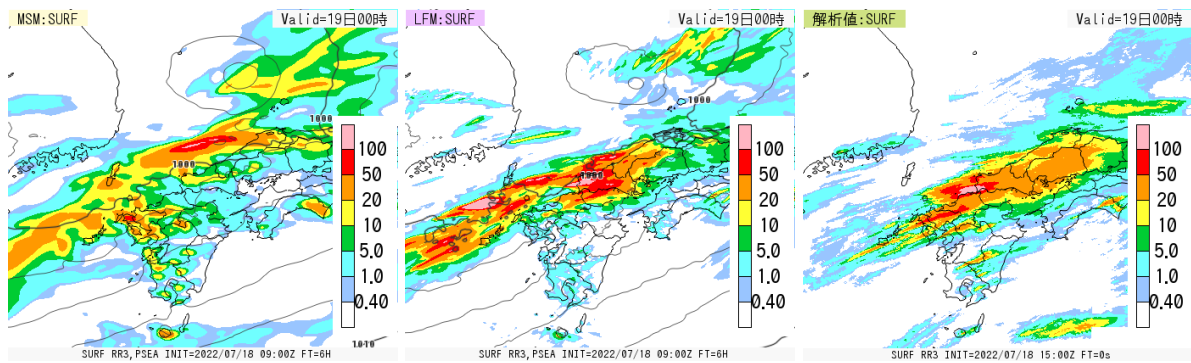 MSM:SURF
Valid=19日00時
1000
1000
100
50
20
10
5.0
1.0
0.40
1010
SURF RR3,PSEA INIT=2022/07/18 09:00Z FT=6H
LFM:SURF
Valid=19日00時
1000
1000
100
50
20
10
5.0
1.0
0.40
SURF RR3,PSEA INIT=2022/07/18 09:00Z FT=6H
解析値:SURF
Valid=19日00時
100
50
20
10
5.0
1.0
0.40
SURF RR3 INIT=2022/07/18 15:00Z FT=0s